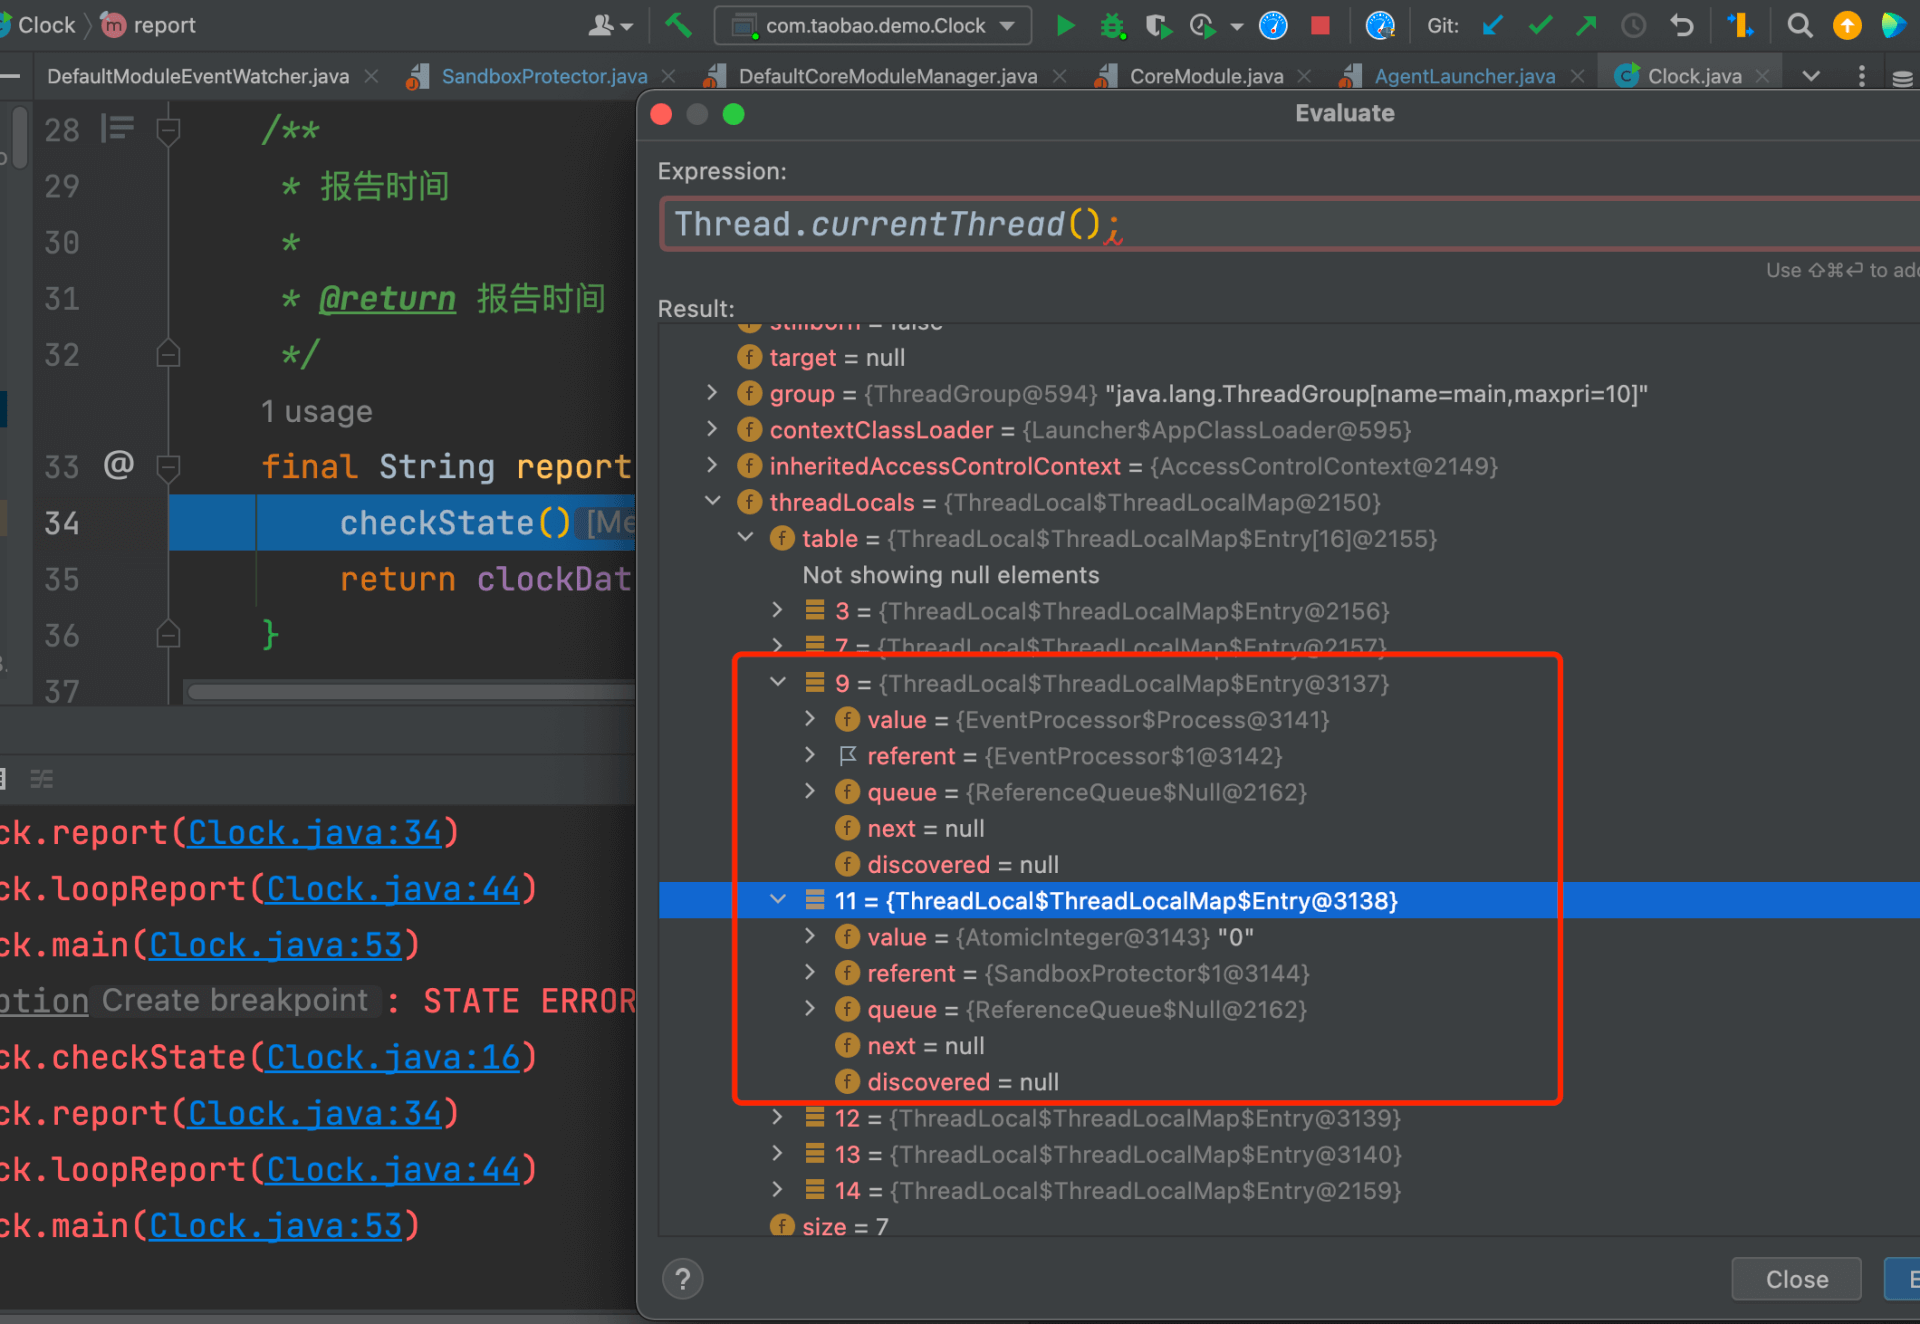 Clock
report
com.taobao.demo.Clock
Git:
DefaultModuleEventWatcher.java
SandboxProtector.java
DefaultCoreModuleManager.java
CoreModule.java
AgentLauncher.java
Clock.java
28 /**
29 * 报告时间
30 *
31 * @return 报告时间
32 */
1 usage
33 @ final String report
34 checkState() [Me
35 return clockDat
36 }
37
ck.report(Clock.java:34)
ck.loopReport(Clock.java:44)
ck.main(Clock.java:53)
ption Create breakpoint : STATE ERROR
ck.checkState(Clock.java:16)
ck.report(Clock.java:34)
ck.loopReport(Clock.java:44)
ck.main(Clock.java:53)
Evaluate
Expression:
Thread.currentThread();
Use ⇧⌘⏎ to add
Result:
stillborn = false
target = null
group = {ThreadGroup@594} "java.lang.ThreadGroup[name=main,maxpri=10]"
contextClassLoader = {Launcher$AppClassLoader@595}
inheritedAccessControlContext = {AccessControlContext@2149}
threadLocals = {ThreadLocal$ThreadLocalMap@2150}
table = {ThreadLocal$ThreadLocalMap$Entry[16]@2155}
Not showing null elements
3 = {ThreadLocal$ThreadLocalMap$Entry@2156}
7 = {ThreadLocal$ThreadLocalMap$Entry@2157}
9 = {ThreadLocal$ThreadLocalMap$Entry@3137}
value = {EventProcessor$Process@3141}
referent = {EventProcessor$1@3142}
queue = {ReferenceQueue$Null@2162}
next = null
discovered = null
11 = {ThreadLocal$ThreadLocalMap$Entry@3138}
value = {AtomicInteger@3143} "0"
referent = {SandboxProtector$1@3144}
queue = {ReferenceQueue$Null@2162}
next = null
discovered = null
12 = {ThreadLocal$ThreadLocalMap$Entry@3139}
13 = {ThreadLocal$ThreadLocalMap$Entry@3140}
14 = {ThreadLocal$ThreadLocalMap$Entry@2159}
size = 7
?
Close
E